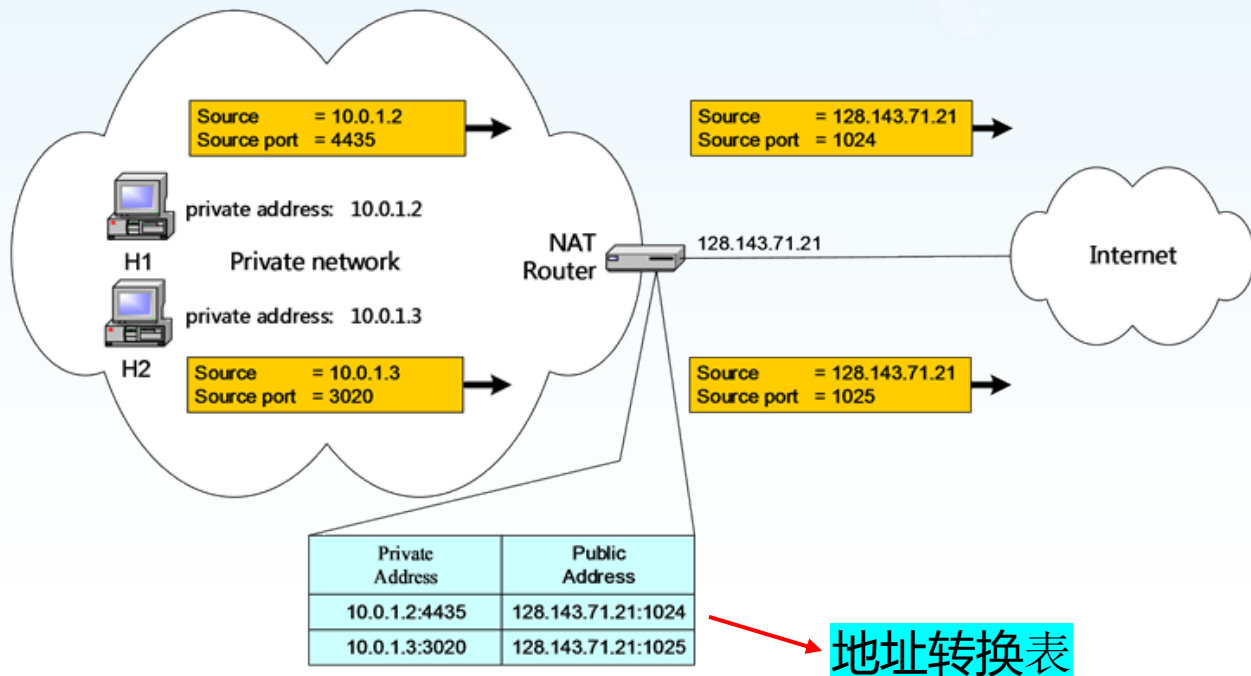 Source = 10.0.1.2
Source port = 4435
Source = 128.143.71.21
Source port = 1024
private address: 10.0.1.2
H1
Private network
NAT
Router
128.143.71.21
Internet
private address: 10.0.1.3
H2
Source = 10.0.1.3
Source port = 3020
Source = 128.143.71.21
Source port = 1025
Private
Address
Public
Address
10.0.1.2:4435 128.143.71.21:1024
10.0.1.3:3020 128.143.71.21:1025
地址转换表